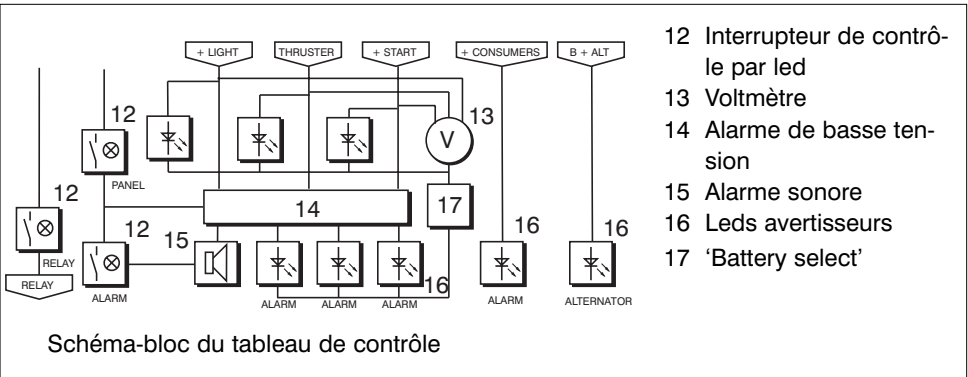 + LIGHT
THRUSTER
+ START
+ CONSUMERS
B + ALT
12
PANEL
12
RELAY
RELAY
12
ALARM
13
V
14
17
15
ALARM
ALARM
ALARM
16
16
ALARM
16
ALTERNATOR
12 Interrupteur de contrô-
le par led
13 Voltmètre
14 Alarme de basse ten-
sion
15 Alarme sonore
16 Leds avertisseurs
17 ‘Battery select’
Schéma-bloc du tableau de contrôle